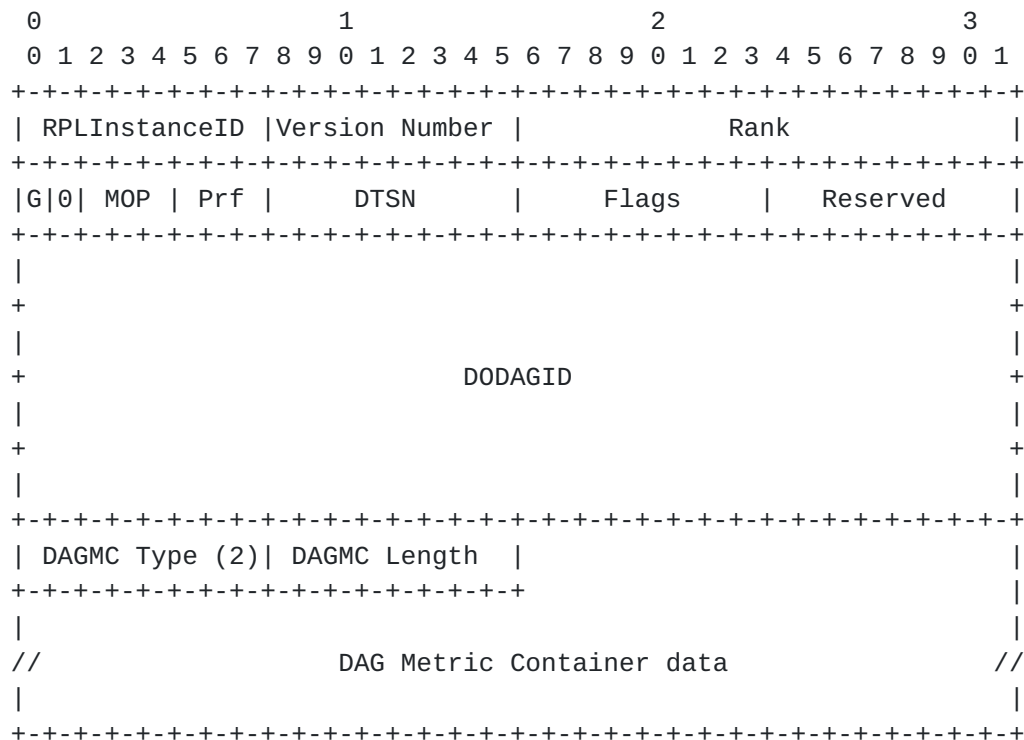 0                   1                   2                   3
 0 1 2 3 4 5 6 7 8 9 0 1 2 3 4 5 6 7 8 9 0 1 2 3 4 5 6 7 8 9 0 1
+-+-+-+-+-+-+-+-+-+-+-+-+-+-+-+-+-+-+-+-+-+-+-+-+-+-+-+-+-+-+-+-+
| RPLInstanceID |Version Number |             Rank              |
+-+-+-+-+-+-+-+-+-+-+-+-+-+-+-+-+-+-+-+-+-+-+-+-+-+-+-+-+-+-+-+-+
|G|0| MOP | Prf |     DTSN      |     Flags     |   Reserved    |
+-+-+-+-+-+-+-+-+-+-+-+-+-+-+-+-+-+-+-+-+-+-+-+-+-+-+-+-+-+-+-+-+
|                                                               |
+                                                               +
|                                                               |
+                            DODAGID                            +
|                                                               |
+                                                               +
|                                                               |
+-+-+-+-+-+-+-+-+-+-+-+-+-+-+-+-+-+-+-+-+-+-+-+-+-+-+-+-+-+-+-+-+
| DAGMC Type (2)| DAGMC Length  |                               |
+-+-+-+-+-+-+-+-+-+-+-+-+-+-+-+-+                               |
|                                                               |
//                   DAG Metric Container data                 //
|                                                               |
+-+-+-+-+-+-+-+-+-+-+-+-+-+-+-+-+-+-+-+-+-+-+-+-+-+-+-+-+-+-+-+-+